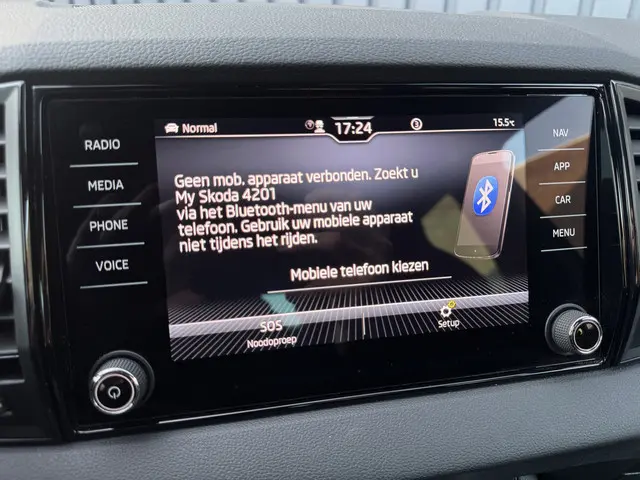 Normal
17:24
3
15.5°C
RADIO
MEDIA
PHONE
VOICE
Geen mob. apparaat verbonden. Zoekt u
My Skoda 4201
via het Bluetooth-menu van uw
telefoon. Gebruik uw mobiele apparaat
niet tijdens het rijden.
Mobiele telefoon kiezen
SOS
Noodoproep
Setup
NAV
APP
CAR
MENU